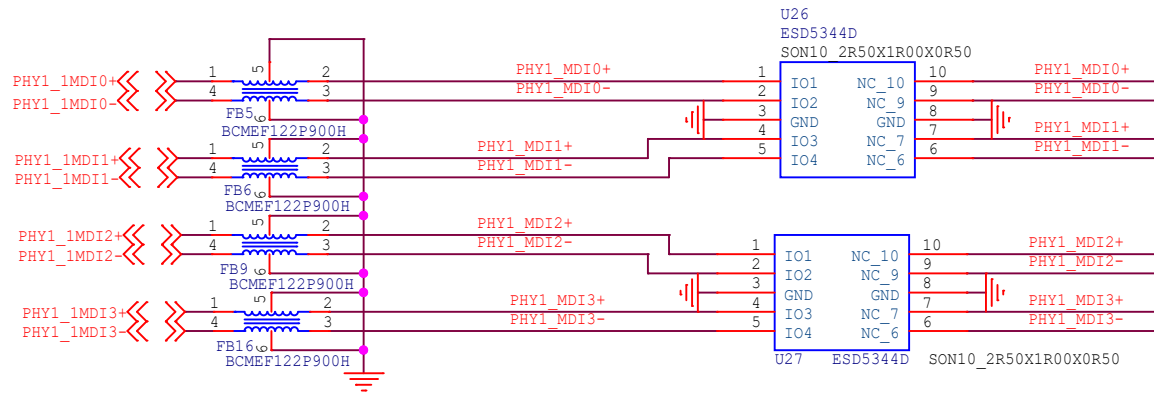 U26
ESD5344D
SON10_2R50X1R00X0R50
PHY1_1MDI0+ 1 5 2 PHY1_MDI0+ 1 IO1 NC_10 10 PHY1_MDI0+
PHY1_1MDI0- 4 3 PHY1_MDI0- 2 IO2 NC_9 9 PHY1_MDI0-
FB5 6 3 GND GND 8
BCMEF122P900H 4 IO3 NC_7 7 PHY1_MDI1+
PHY1_1MDI1+ 1 5 2 PHY1_MDI1+ 5 IO4 NC_6 6 PHY1_MDI1-
PHY1_1MDI1- 4 3 PHY1_MDI1-
FB6 6
BCMEF122P900H
PHY1_1MDI2+ 1 5 2 PHY1_MDI2+ 1 IO1 NC_10 10 PHY1_MDI2+
PHY1_1MDI2- 4 3 PHY1_MDI2- 2 IO2 NC_9 9 PHY1_MDI2-
FB9 6 3 GND GND 8
BCMEF122P900H
PHY1_1MDI3+ 1 5 2 PHY1_MDI3+ 4 IO3 NC_7 7 PHY1_MDI3+
PHY1_1MDI3- 4 3 PHY1_MDI3- 5 IO4 NC_6 6 PHY1_MDI3-
FB16 6
BCMEF122P900H
U27 ESD5344D SON10_2R50X1R00X0R50